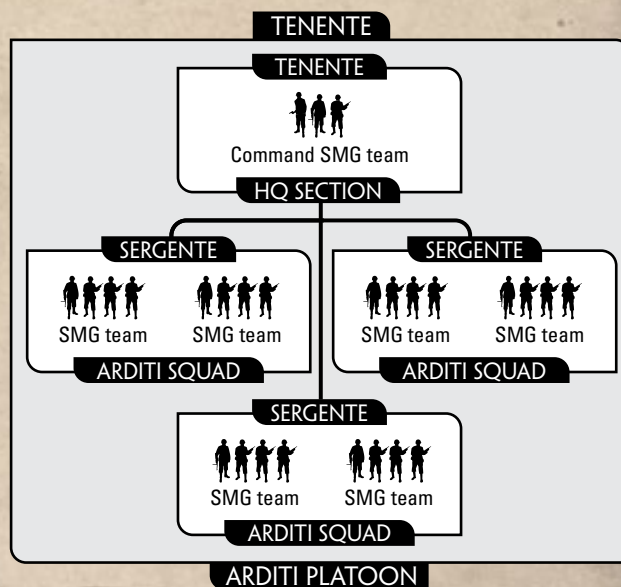 TENENTE
TENENTE
Command SMG team
HQ SECTION
SERGENTE
SMG team SMG team
ARDITI SQUAD
SERGENTE
SMG team SMG team
ARDITI SQUAD
SERGENTE
SMG team SMG team
ARDITI SQUAD
ARDITI PLATOON